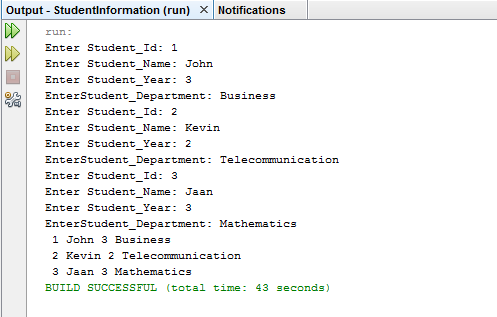 Output - StudentInformation (run) × Notifications
run:
Enter Student_Id: 1
Enter Student_Name: John
Enter Student_Year: 3
EnterStudent_Department: Business
Enter Student_Id: 2
Enter Student_Name: Kevin
Enter Student_Year: 2
EnterStudent_Department: Telecommunication
Enter Student_Id: 3
Enter Student_Name: Jaan
Enter Student_Year: 3
EnterStudent_Department: Mathematics
1 John 3 Business
2 Kevin 2 Telecommunication
3 Jaan 3 Mathematics
BUILD SUCCESSFUL (total time: 43 seconds)